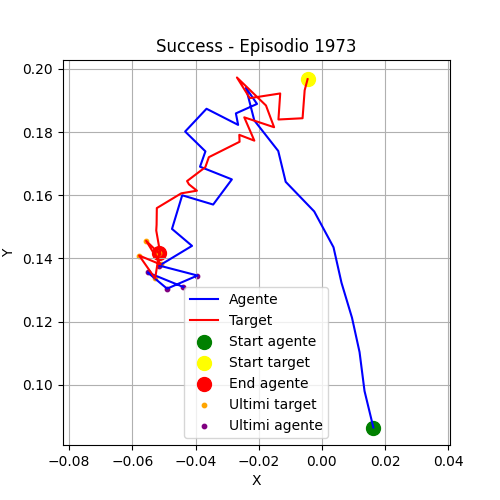 Success - Episodio 1973
0.20
0.18
0.16
0.14
0.12
0.10
Y
Agente
Target
Start agente
Start target
End agente
Ultimi target
Ultimi agente
−0.08 −0.06 −0.04 −0.02 0.00 0.02 0.04
X